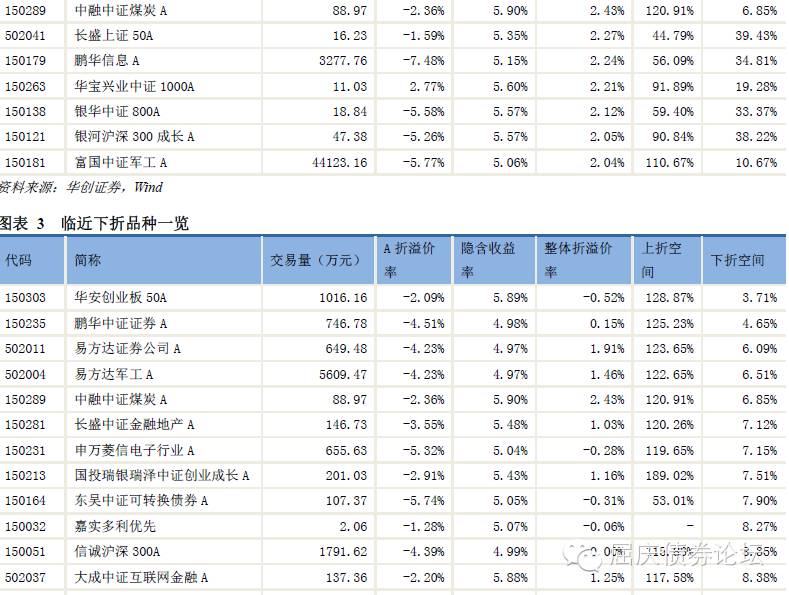 150289 中融中证煤炭 A 88.97 -2.36% 5.90% 2.43% 120.91% 6.85%
502041 长盛上证 50A 16.23 -1.59% 5.35% 2.27% 44.79% 39.43%
150179 鹏华信息 A 3277.76 -7.48% 5.15% 2.24% 56.09% 34.81%
150263 华宝兴业中证 1000A 11.03 2.77% 5.60% 2.21% 91.89% 19.28%
150138 银华中证 800A 18.84 -5.58% 5.57% 2.12% 59.40% 33.37%
150121 银河沪深 300 成长 A 47.38 -5.26% 5.57% 2.05% 90.84% 38.22%
150181 富国中证军工 A 44123.16 -5.77% 5.06% 2.04% 110.67% 10.67%
资料来源：华创证券，Wind
图表 3 临近下折品种一览
代码 简称 交易量（万元） A 折溢价率 隐含收益率 整体折溢价率 上折空间 下折空间
150303 华安创业板 50A 1016.16 -2.09% 5.89% -0.52% 128.87% 3.71%
150235 鹏华中证证券 A 746.78 -4.51% 4.98% 0.15% 125.23% 4.65%
502011 易方达证券公司 A 649.48 -4.23% 4.97% 1.91% 123.65% 6.09%
502004 易方达军工 A 5609.47 -4.23% 4.97% 1.46% 122.65% 6.51%
150289 中融中证煤炭 A 88.97 -2.36% 5.90% 2.43% 120.91% 6.85%
150281 长盛中证金融地产 A 146.73 -3.55% 5.48% 1.03% 120.26% 7.12%
150231 申万菱信电子行业 A 655.63 -5.32% 5.04% -0.28% 119.65% 7.15%
150213 国投瑞银瑞泽中证创业成长 A 201.03 -2.91% 5.43% 1.16% 189.02% 7.51%
150164 东吴中证可转换债券 A 107.37 -5.74% 5.05% -0.31% 53.01% 7.90%
150032 嘉实多利优先 2.06 -1.28% 5.07% -0.06% - 8.27%
150051 信诚沪深 300A 1791.62 -4.39% 4.99%
屈庆债券论坛
502037 大成中证互联网金融 A 137.36 -2.20% 5.88% 1.25% 117.58% 8.38%